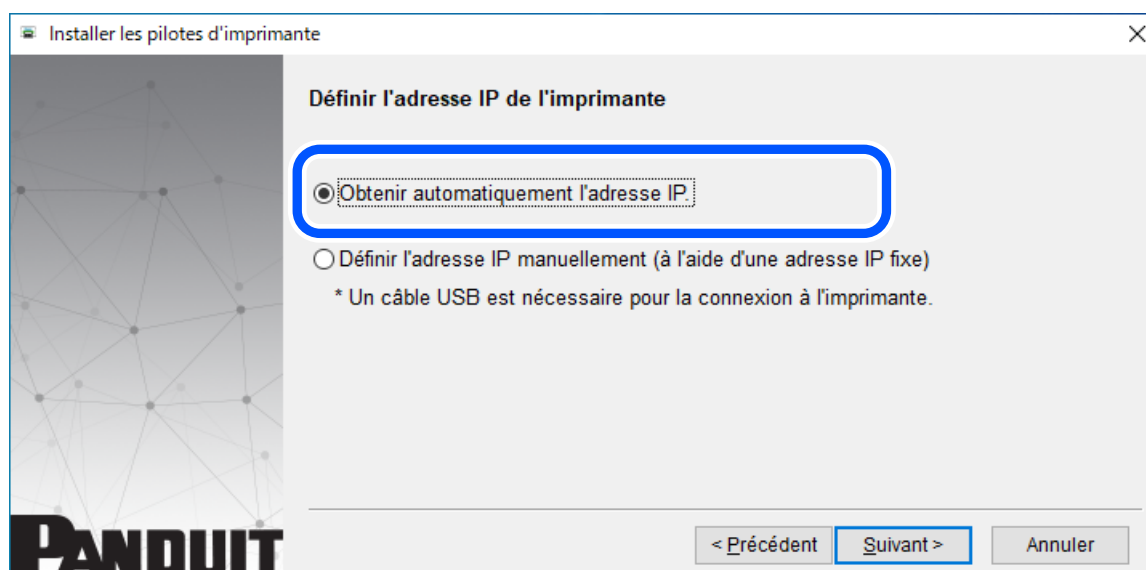 Installer les pilotes d'imprimante
Définir l'adresse IP de l'imprimante
Obtenir automatiquement l'adresse IP.
Définir l'adresse IP manuellement (à l'aide d'une adresse IP fixe)
* Un câble USB est nécessaire pour la connexion à l'imprimante.
PANDUIT
< Précédent
Suivant >
Annuler